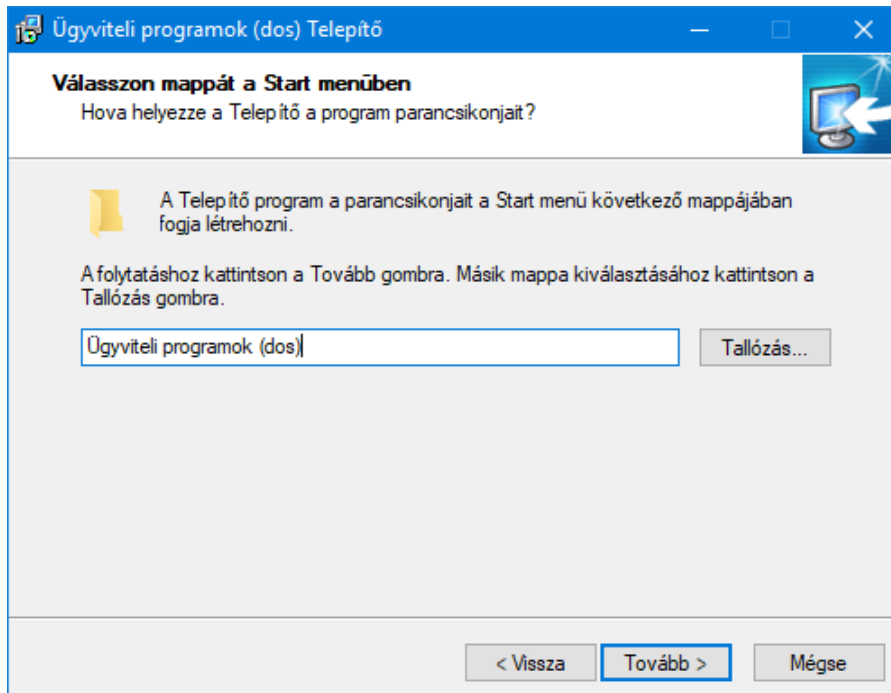 Ügyviteli programok (dos) Telepítő
Válasszon mappát a Start menüben
Hova helyezze a Telepítő a program parancsikonjait?
A Telepítő program a parancsikonjait a Start menü következő mappájában
fogja létrehozni.
A folytatáshoz kattintson a Tovább gombra. Másik mappa kiválasztásához kattintson a
Tallózás gombra.
Ügyviteli programok (dos)
Tallózás...
< Vissza
Tovább >
Mégse